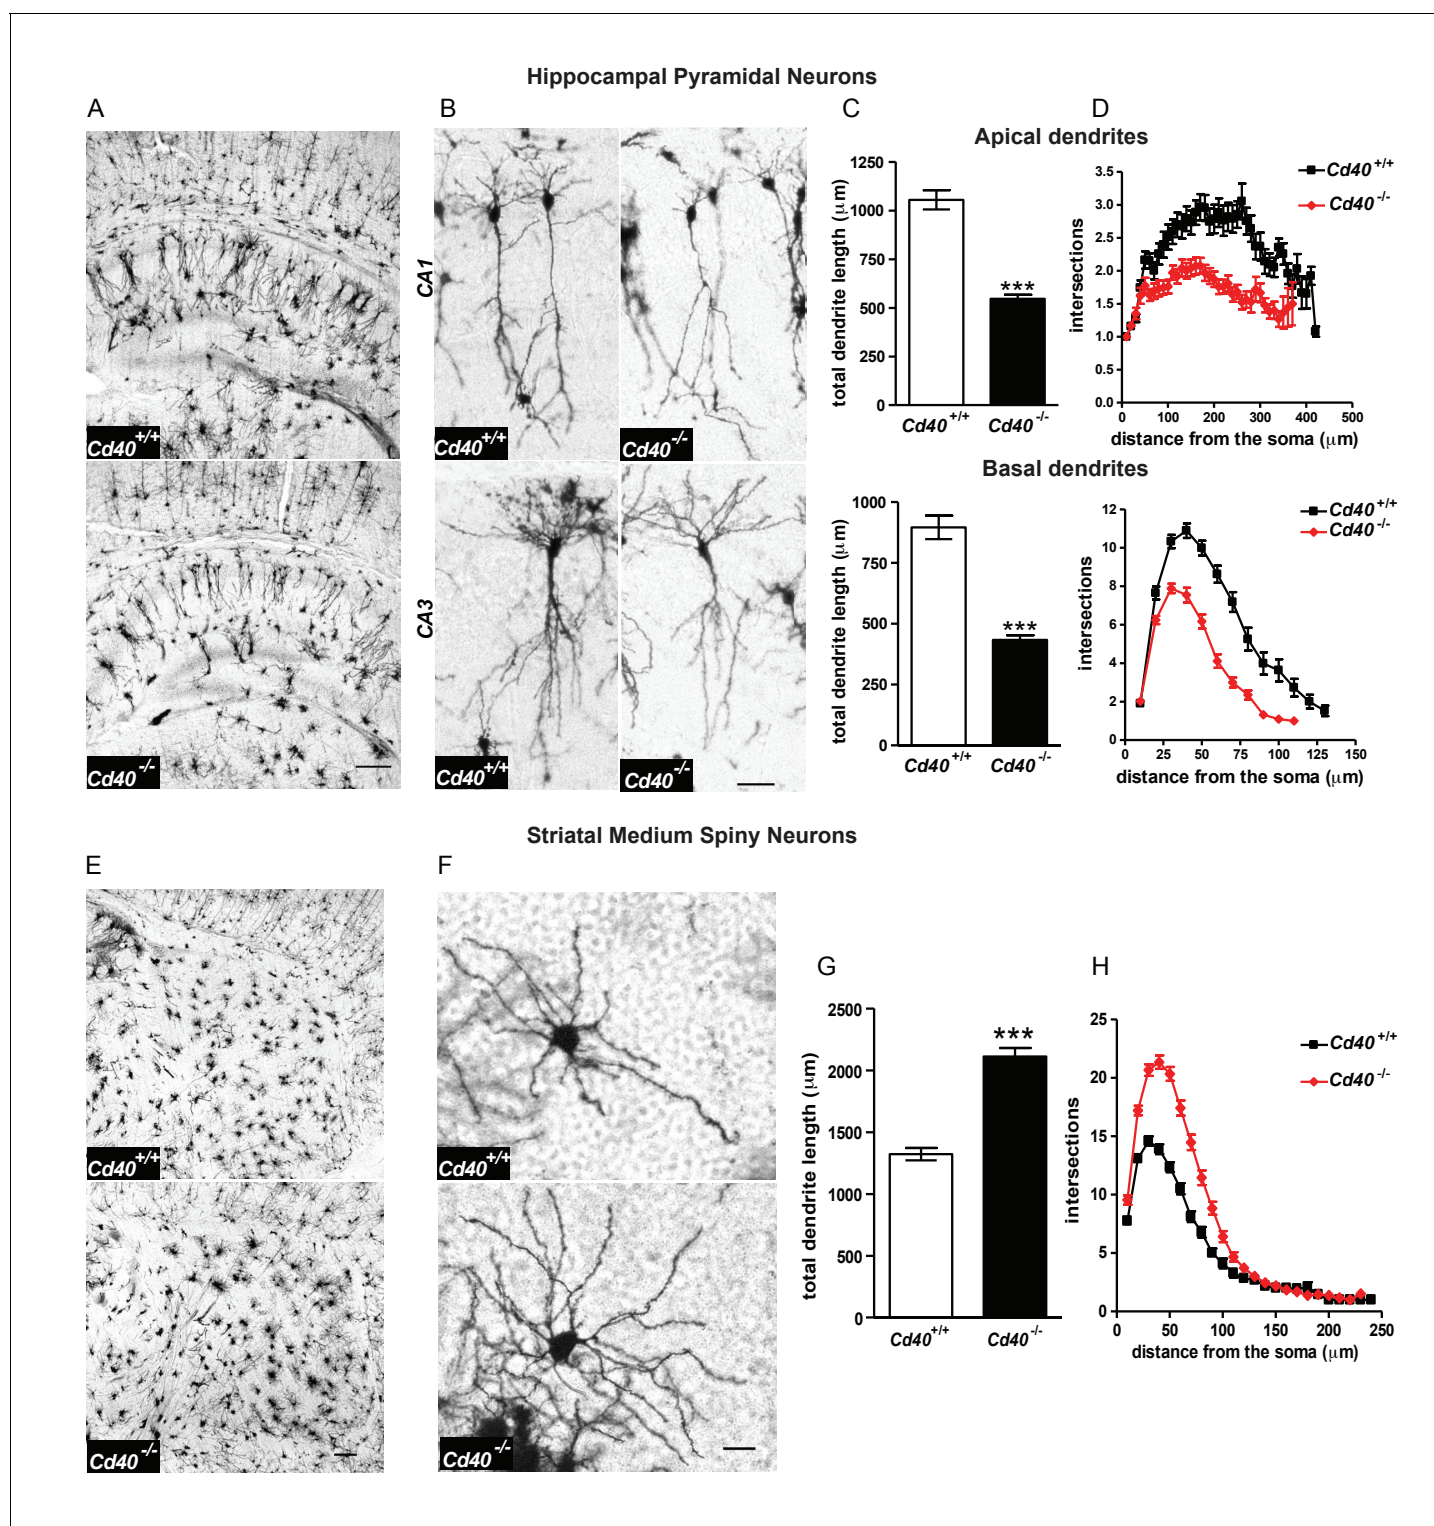 Hippocampal Pyramidal Neurons
A
B
C
D
Apical dendrites
CA1
Cd40+/+
Cd40-/-
CA3
Cd40+/+
Cd40-/-
Cd40+/+
Cd40-/-
total dendrite length (μm)
1250
1000
750
500
250
0
***
Cd40+/+
Cd40-/-
intersections
3.5
3.0
2.5
2.0
1.5
1.0
0.5
0.0
0
100
200
300
400
500
distance from the soma (μm)
Cd40+/+
Cd40-/-
Basal dendrites
total dendrite length (μm)
1000
750
500
250
0
***
Cd40+/+
Cd40-/-
intersections
12
10
8
6
4
2
0
0
25
50
75
100
125
150
distance from the soma (μm)
Cd40+/+
Cd40-/-
Striatal Medium Spiny Neurons
E
F
G
H
Cd40+/+
Cd40-/-
Cd40+/+
Cd40-/-
total dendrite length (μm)
2500
2000
1500
1000
500
0
***
Cd40+/+
Cd40-/-
intersections
25
20
15
10
5
0
0
50
100
150
200
250
distance from the soma (μm)
Cd40+/+
Cd40-/-